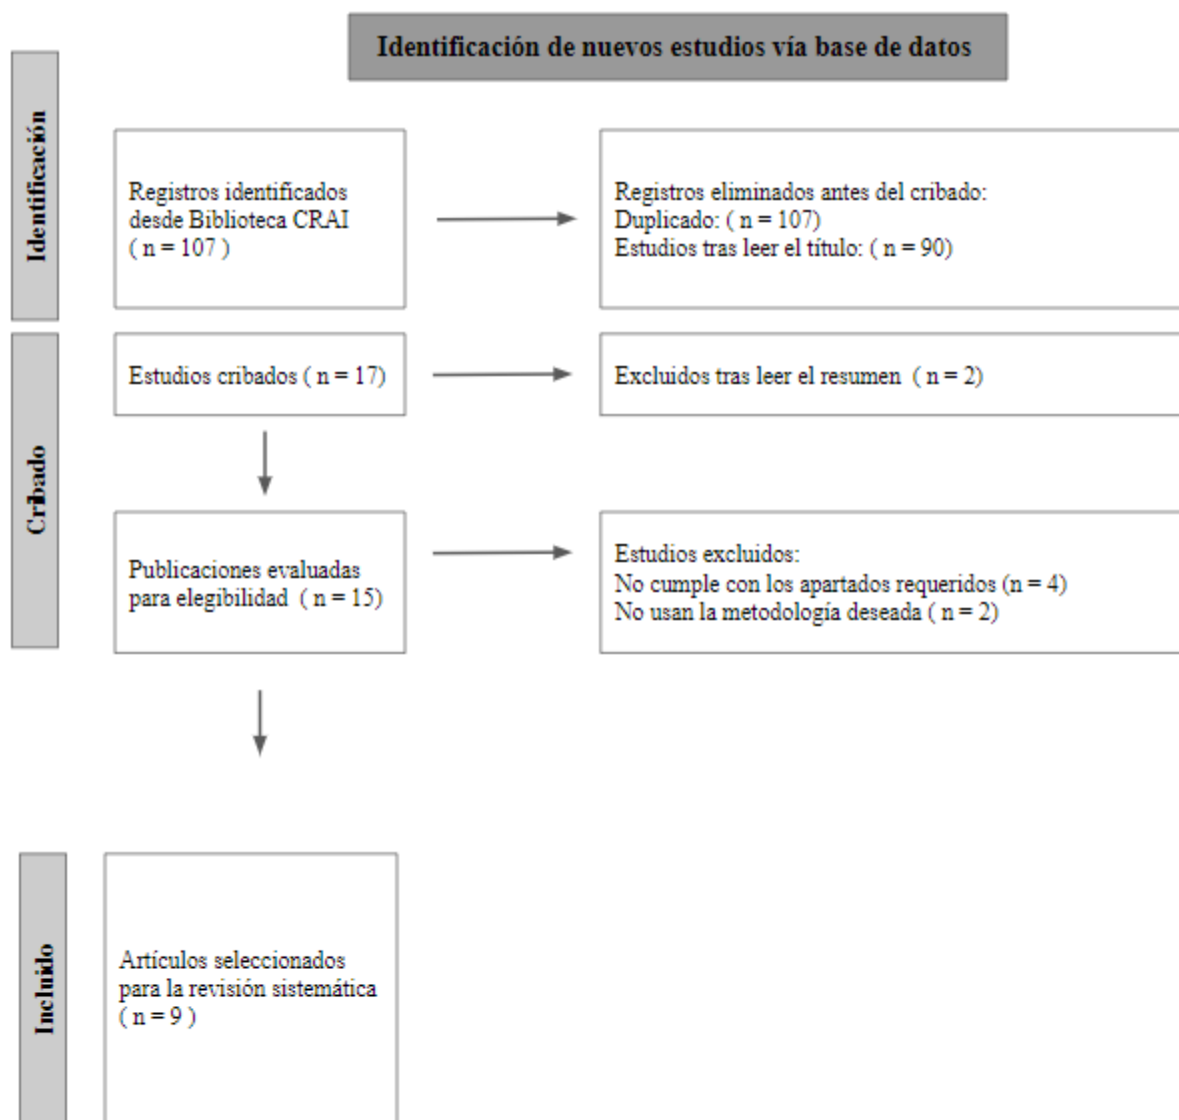 Identificación de nuevos estudios vía base de datos
Identificación
Registros identificados
desde Biblioteca CRAI
( n = 107 )
Registros eliminados antes del cribado:
Duplicado: ( n = 107)
Estudios tras leer el título: ( n = 90)
Cribado
Estudios cribados ( n = 17)
Excluidos tras leer el resumen  ( n = 2)
Publicaciones evaluadas
para elegibilidad  ( n = 15)
Estudios excluidos:
No cumple con los apartados requeridos (n = 4)
No usan la metodología deseada ( n = 2)
Incluido
Artículos seleccionados
para la revisión sistemática
( n = 9 )